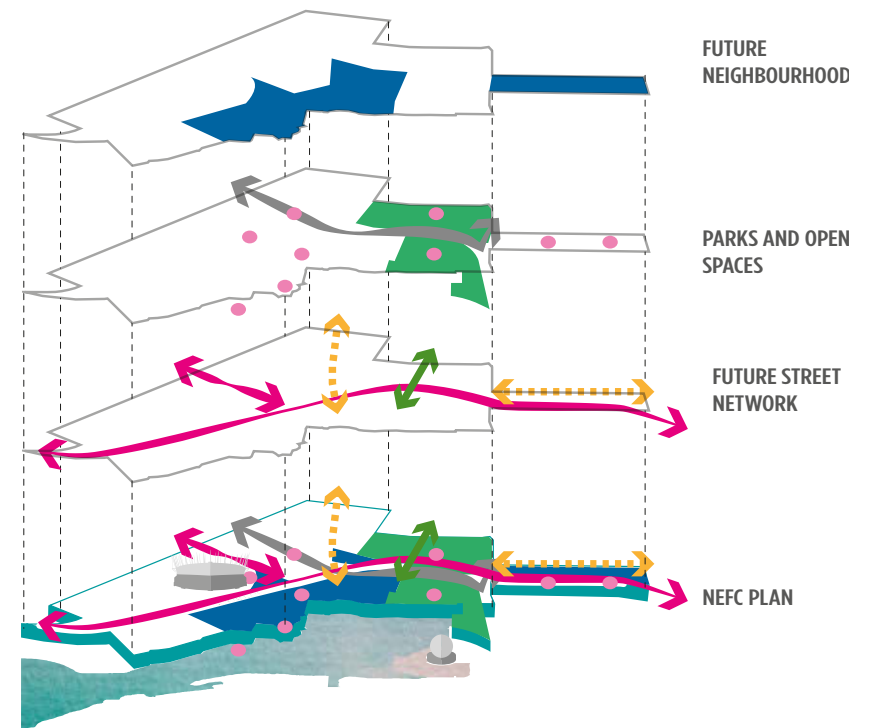 FUTURE
NEIGHBOURHOOD
PARKS AND OPEN
SPACES
FUTURE STREET
NETWORK
NEFC PLAN